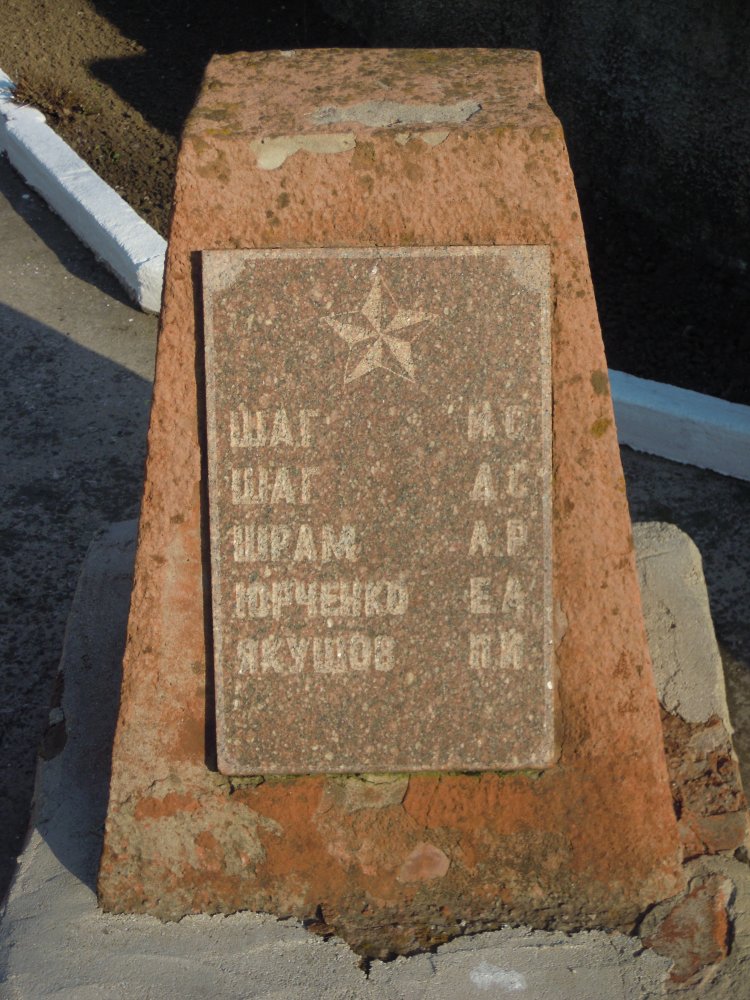 ШАГ И.С
ШАГ А.С
ШРАМ А.Р
ЮРЧЕНКО Е.А
ЯКУШОВ П.И